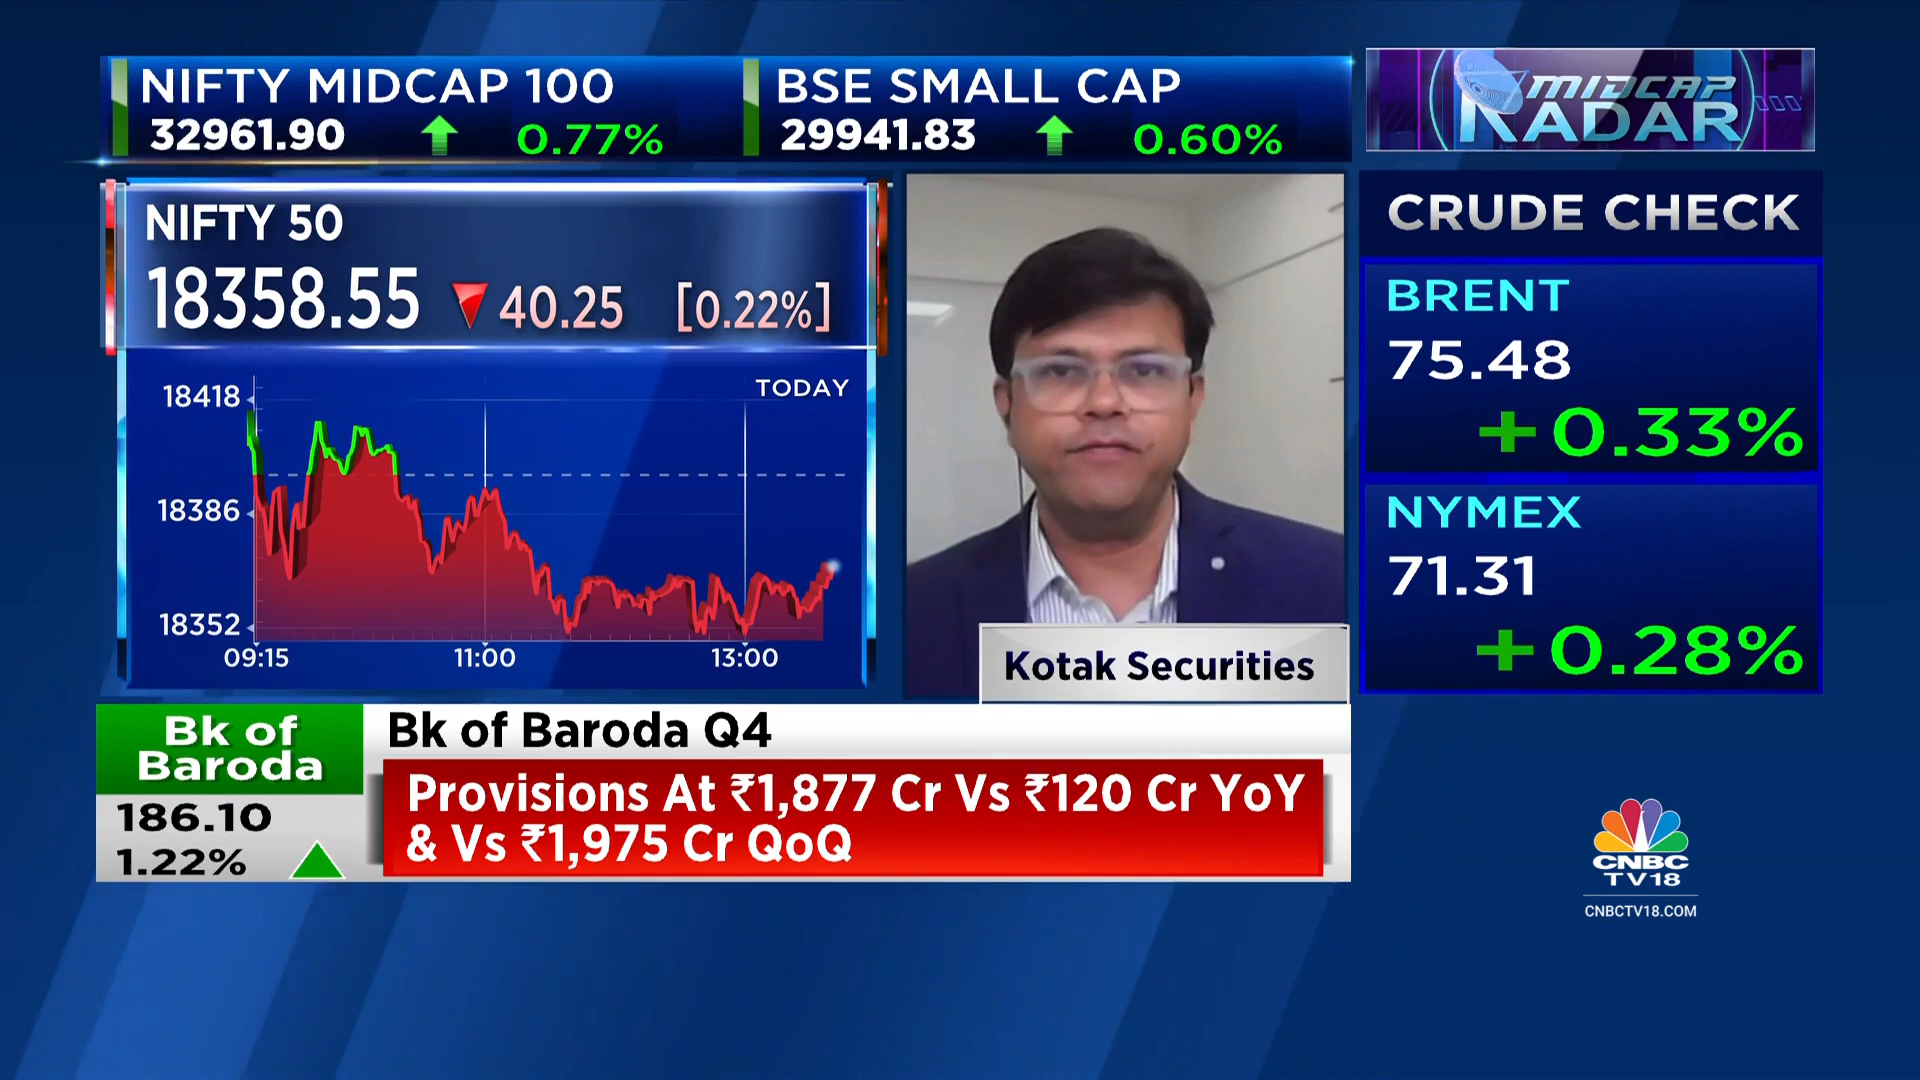 NIFTY MIDCAP 100
32961.90 0.77%
BSE SMALL CAP
29941.83 0.60%
MIDCAP
RADAR
NIFTY 50
18358.55 40.25 [0.22%]
TODAY
18418
18386
18352
09:15 11:00 13:00
Kotak Securities
CRUDE CHECK
BRENT
75.48
+0.33%
NYMEX
71.31
+0.28%
Bk of
Baroda
186.10
1.22%
Bk of Baroda Q4
Provisions At ₹1,877 Cr Vs ₹120 Cr YoY
& Vs ₹1,975 Cr QoQ
CNBC
TV18
CNBCTV18.COM